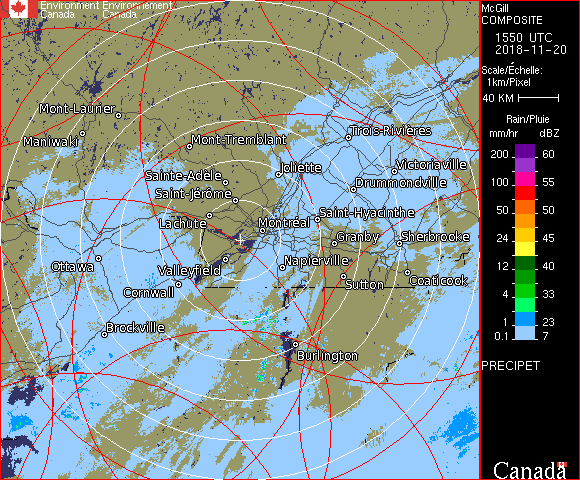 Environment Environnement
Canada Canada
McGill
COMPOSITE
1550 UTC
2018-11-20
Scale/Échelle:
1km/Pixel
40 KM
Rain/Pluie
mm/hr dBZ
200 60
100 55
50 50
24 45
12 40
4 33
1 23
0.1 7
PRECIPET
Canada
Mont-Laurier
Maniwaki
Mont-Tremblant
Trois-Rivières
Joliette
Victoriaville
Sainte-Adèle
Drummondville
Saint-Jérôme
Lachute
Montréal
Saint-Hyacinthe
Granby
Sherbrooke
Ottawa
Valleyfield
Napierville
Sutton
Coaticook
Cornwall
Brockville
Burlington